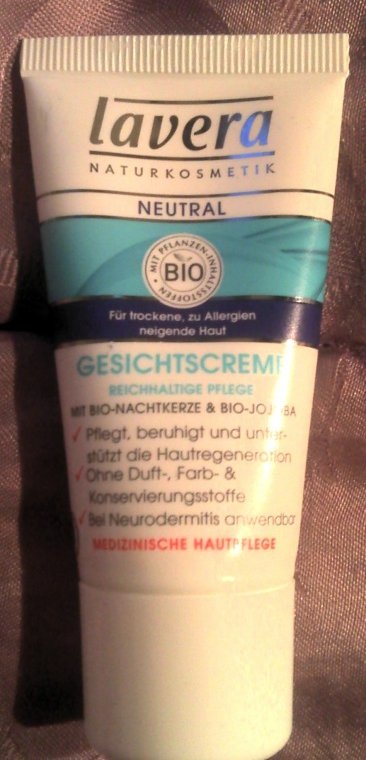 lavera
NATURKOSMETIK
NEUTRAL
MIT PFLANZEN-INHALTSSTOFFEN
BIO
Für trockene, zu Allergien
neigende Haut
GESICHTSCREME
REICHHALTIGE PFLEGE
MIT BIO-NACHTKERZE & BIO-JOJOBA
✓ Pflegt, beruhigt und unter-
stützt die Hautregeneration
✓ Ohne Duft-, Farb- &
Konservierungsstoffe
✓ Bei Neurodermitis anwendbar
MEDIZINISCHE HAUTPFLEGE